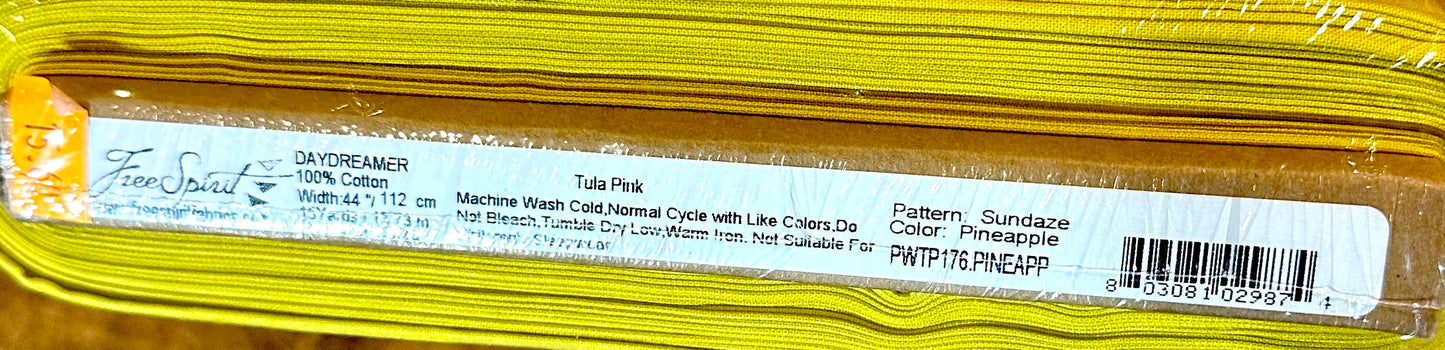 FreeSpirit
DAYDREAMER
100% Cotton
Width:44 "/ 112 cm
Tula Pink
Machine Wash Cold,Normal Cycle with Like Colors,Do
Not Bleach,Tumble Dry Low,Warm Iron. Not Suitable For
Sleepwear
Pattern: Sundaze
Color: Pineapple
PWTP176.PINEAPP
8 03081 02987 4